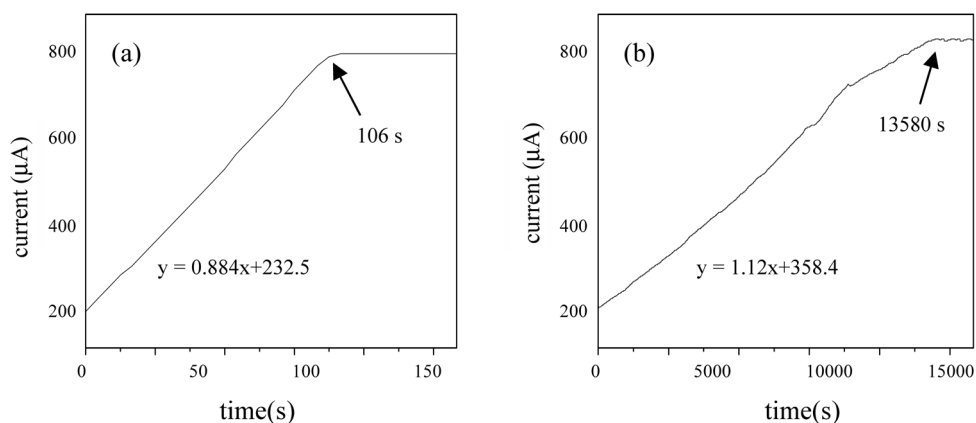 (a)
800
600
400
200
current (μA)
106 s
y = 0.884x+232.5
0
50
100
150
time(s)
(b)
800
600
400
200
current (μA)
13580 s
y = 1.12x+358.4
0
5000
10000
15000
time(s)